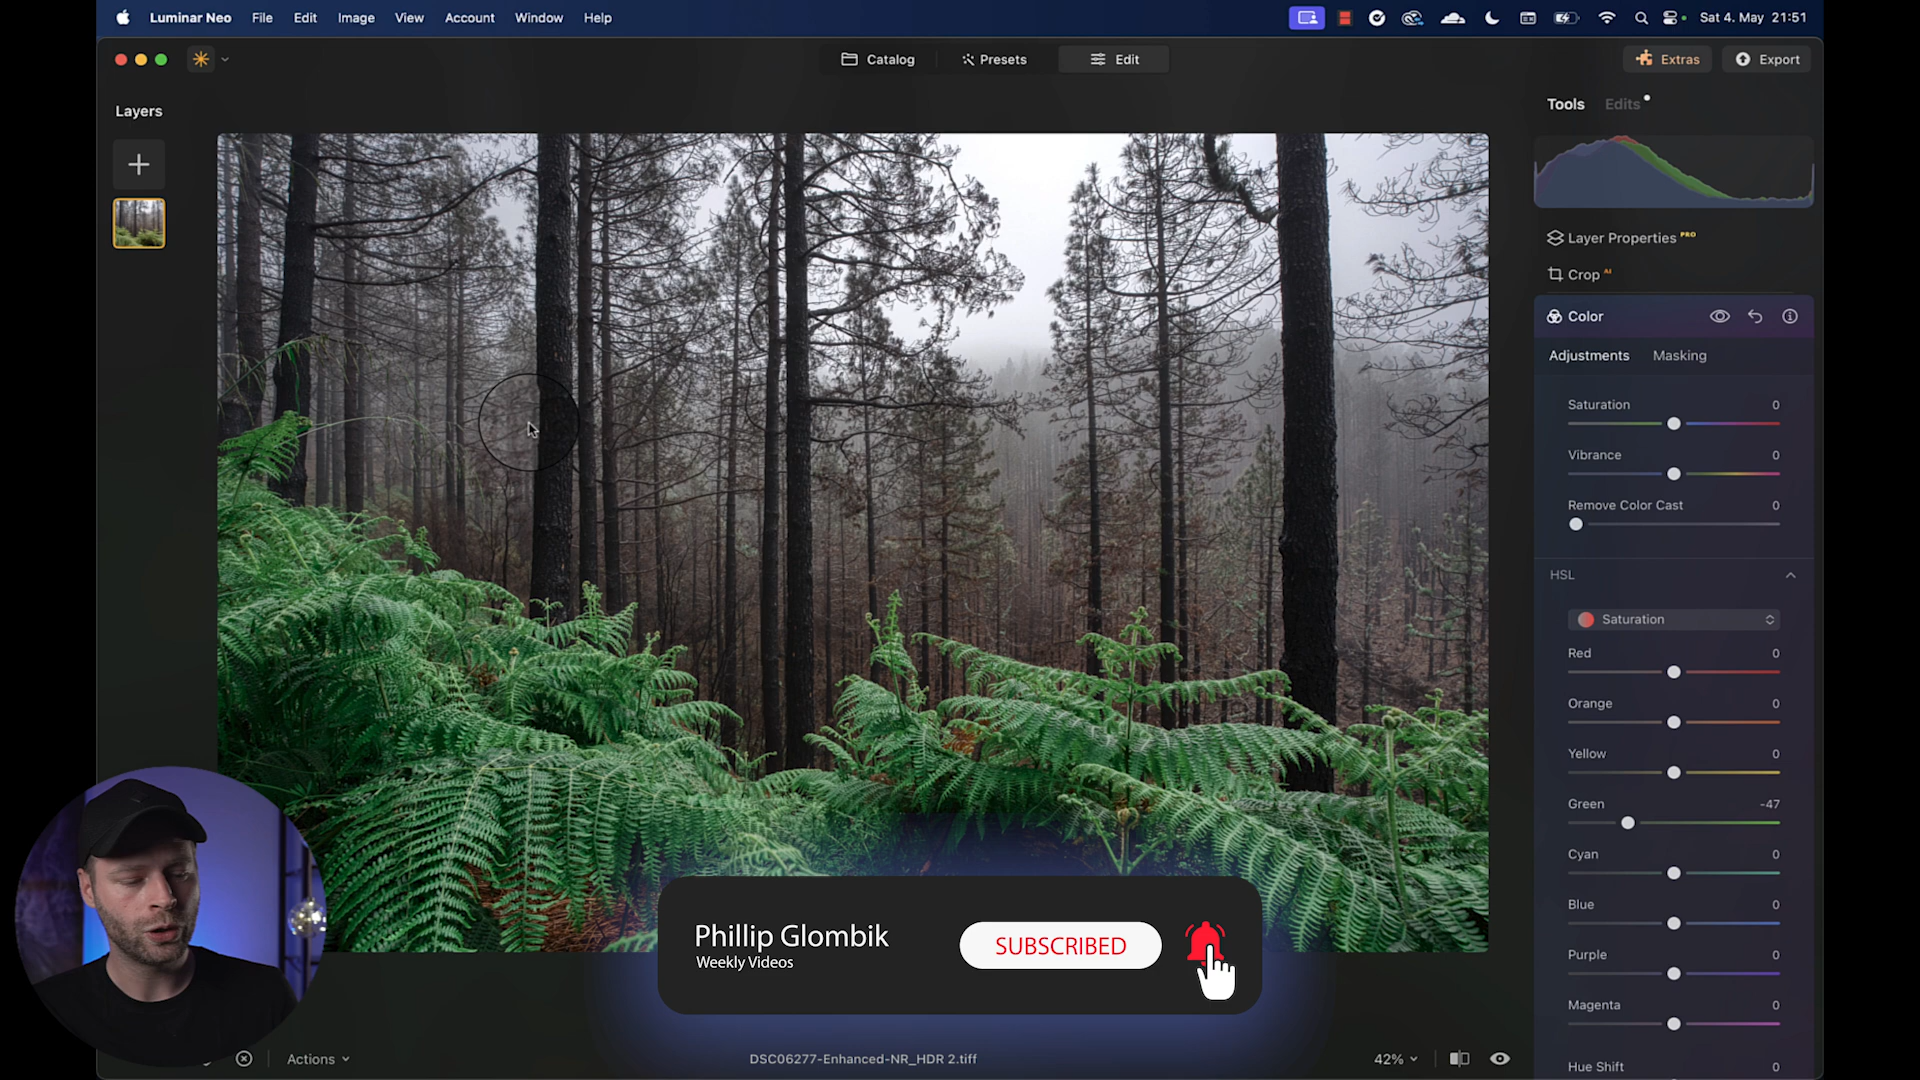 Luminar Neo File Edit Image View Account Window Help Sat 4. May 21:51
Catalog Presets Edit Extras Export
Layers
Tools Edits
Layer Properties PRO
Crop AI
Color
Adjustments Masking
Saturation 0
Vibrance 0
Remove Color Cast 0
HSL
Saturation
Red 0
Orange 0
Yellow 0
Green -47
Cyan 0
Blue 0
Purple 0
Magenta 0
Hue Shift 0
Phillip Glombik
Weekly Videos
SUBSCRIBED
Actions DSC06277-Enhanced-NR_HDR 2.tiff 42%